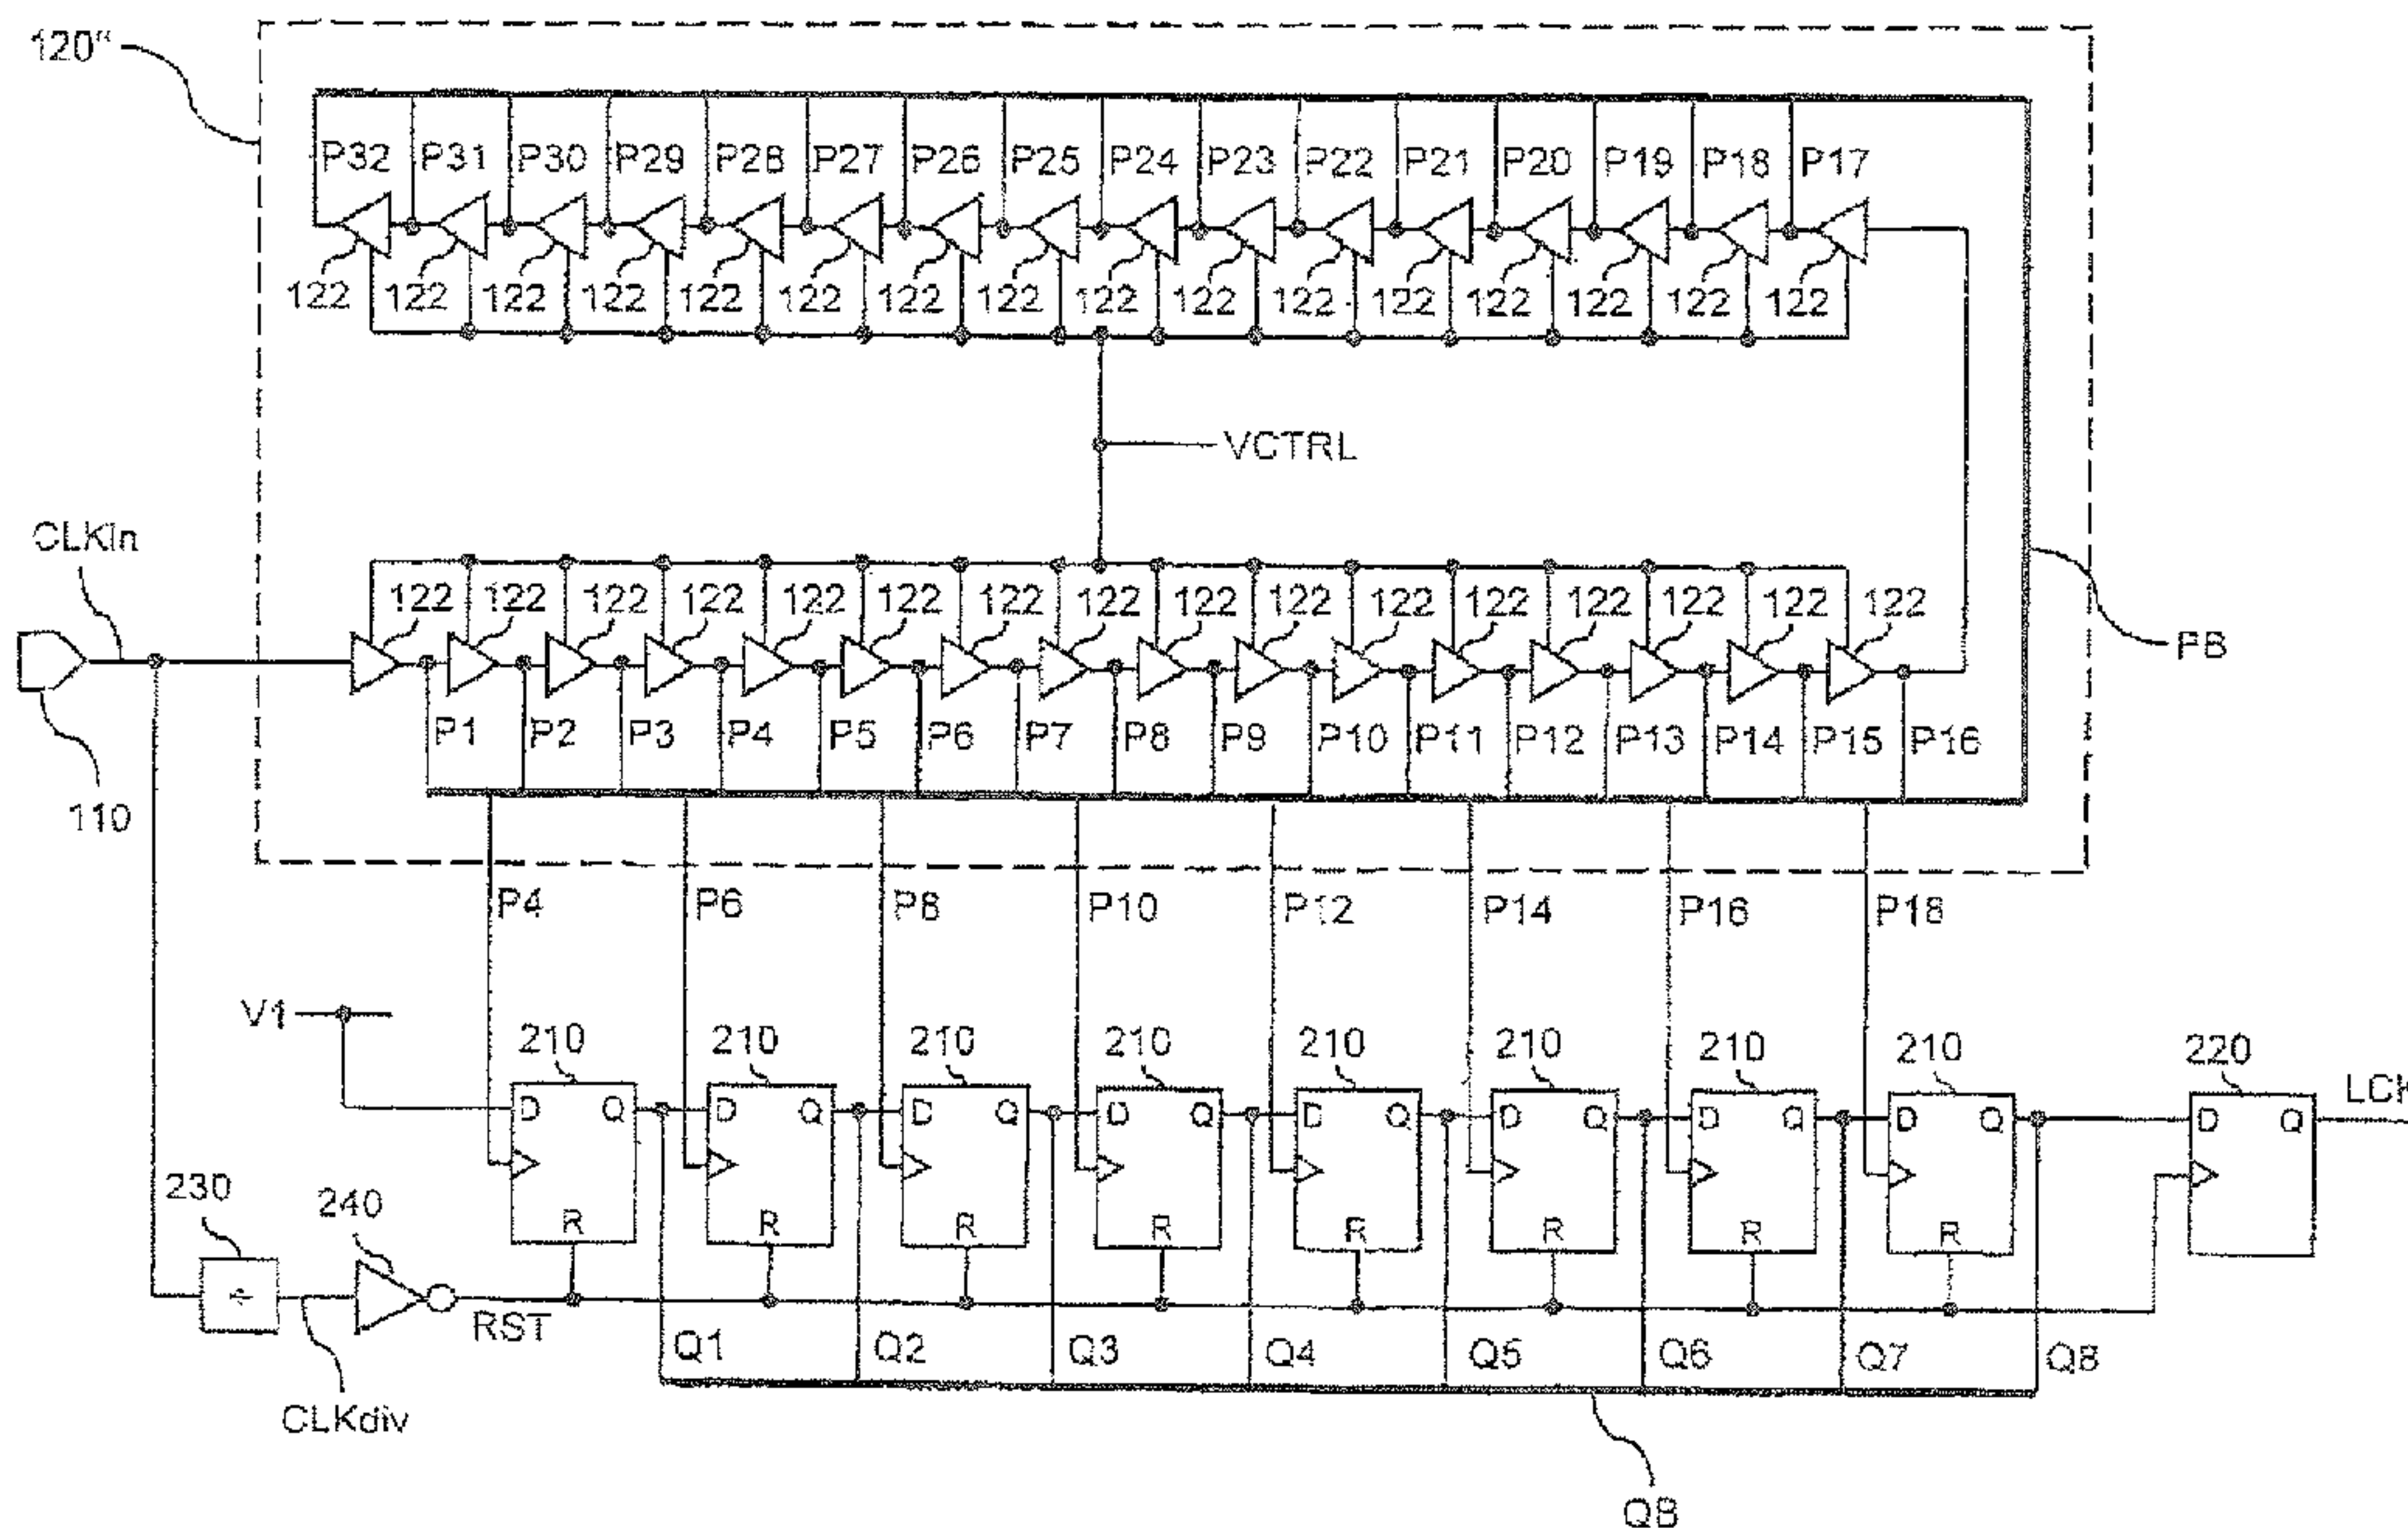 120"
P32 P31 P30 P29 P28 P27 P26 P25 P24 P23 P22 P21 P20 P19 P18 P17
122 122 122 122 122 122 122 122 122 122 122 122 122 122 122 122
VCTRL
CLKin
122 122 122 122 122 122 122 122 122 122 122 122 122 122 122 122
PB
P1 P2 P3 P4 P5 P6 P7 P8 P9 P10 P11 P12 P13 P14 P15 P16
110
P4 P6 P8 P10 P12 P14 P16 P18
V1
210 210 210 210 210 210 210 210 220
LCK
D Q D Q D Q D Q D Q D Q D Q D Q D Q
230 240
R R R R R R R R
÷
RST
Q1 Q2 Q3 Q4 Q5 Q6 Q7 Q8
CLKdiv
QB